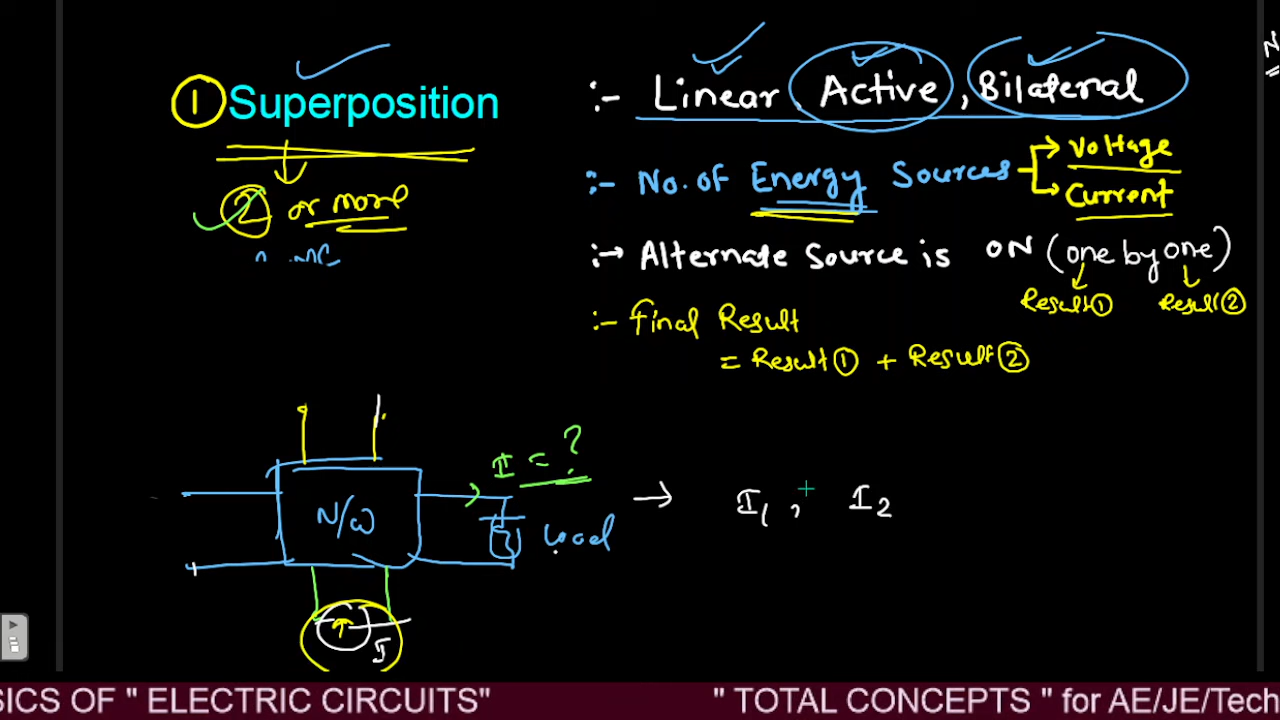 ① Superposition :- Linear, Active, Bilateral
② or more
:- No. of Energy Sources → Voltage
→ Current
:→ Alternate Source is ON (one by one)
Result① Result②
:- Final Result
= Result① + Result②
I = ?
N/W
Load
→ I1, + I2
↑ I
N
SICS OF " ELECTRIC CIRCUITS" " TOTAL CONCEPTS " for AE/JE/Tech